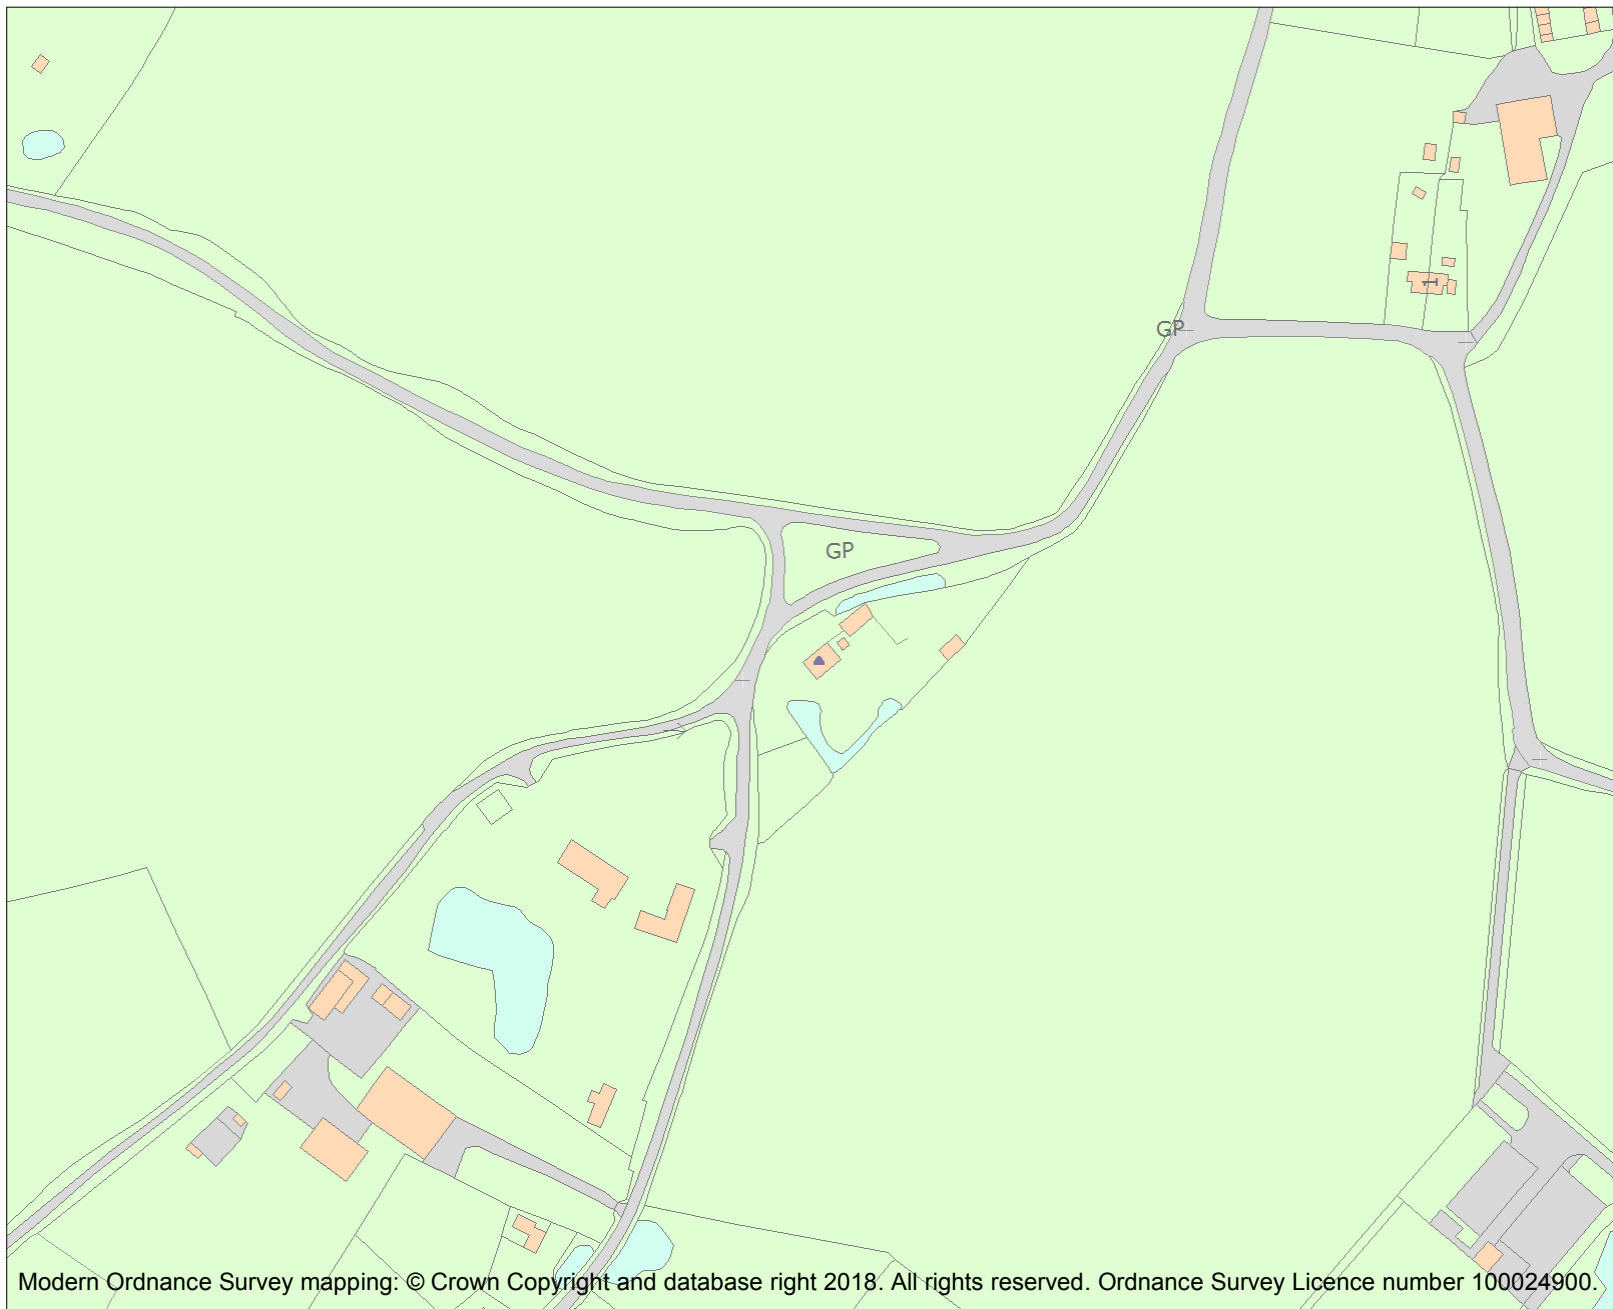 GP
1
GP
Modern Ordnance Survey mapping: © Crown Copyright and database right 2018. All rights reserved. Ordnance Survey Licence number 100024900.